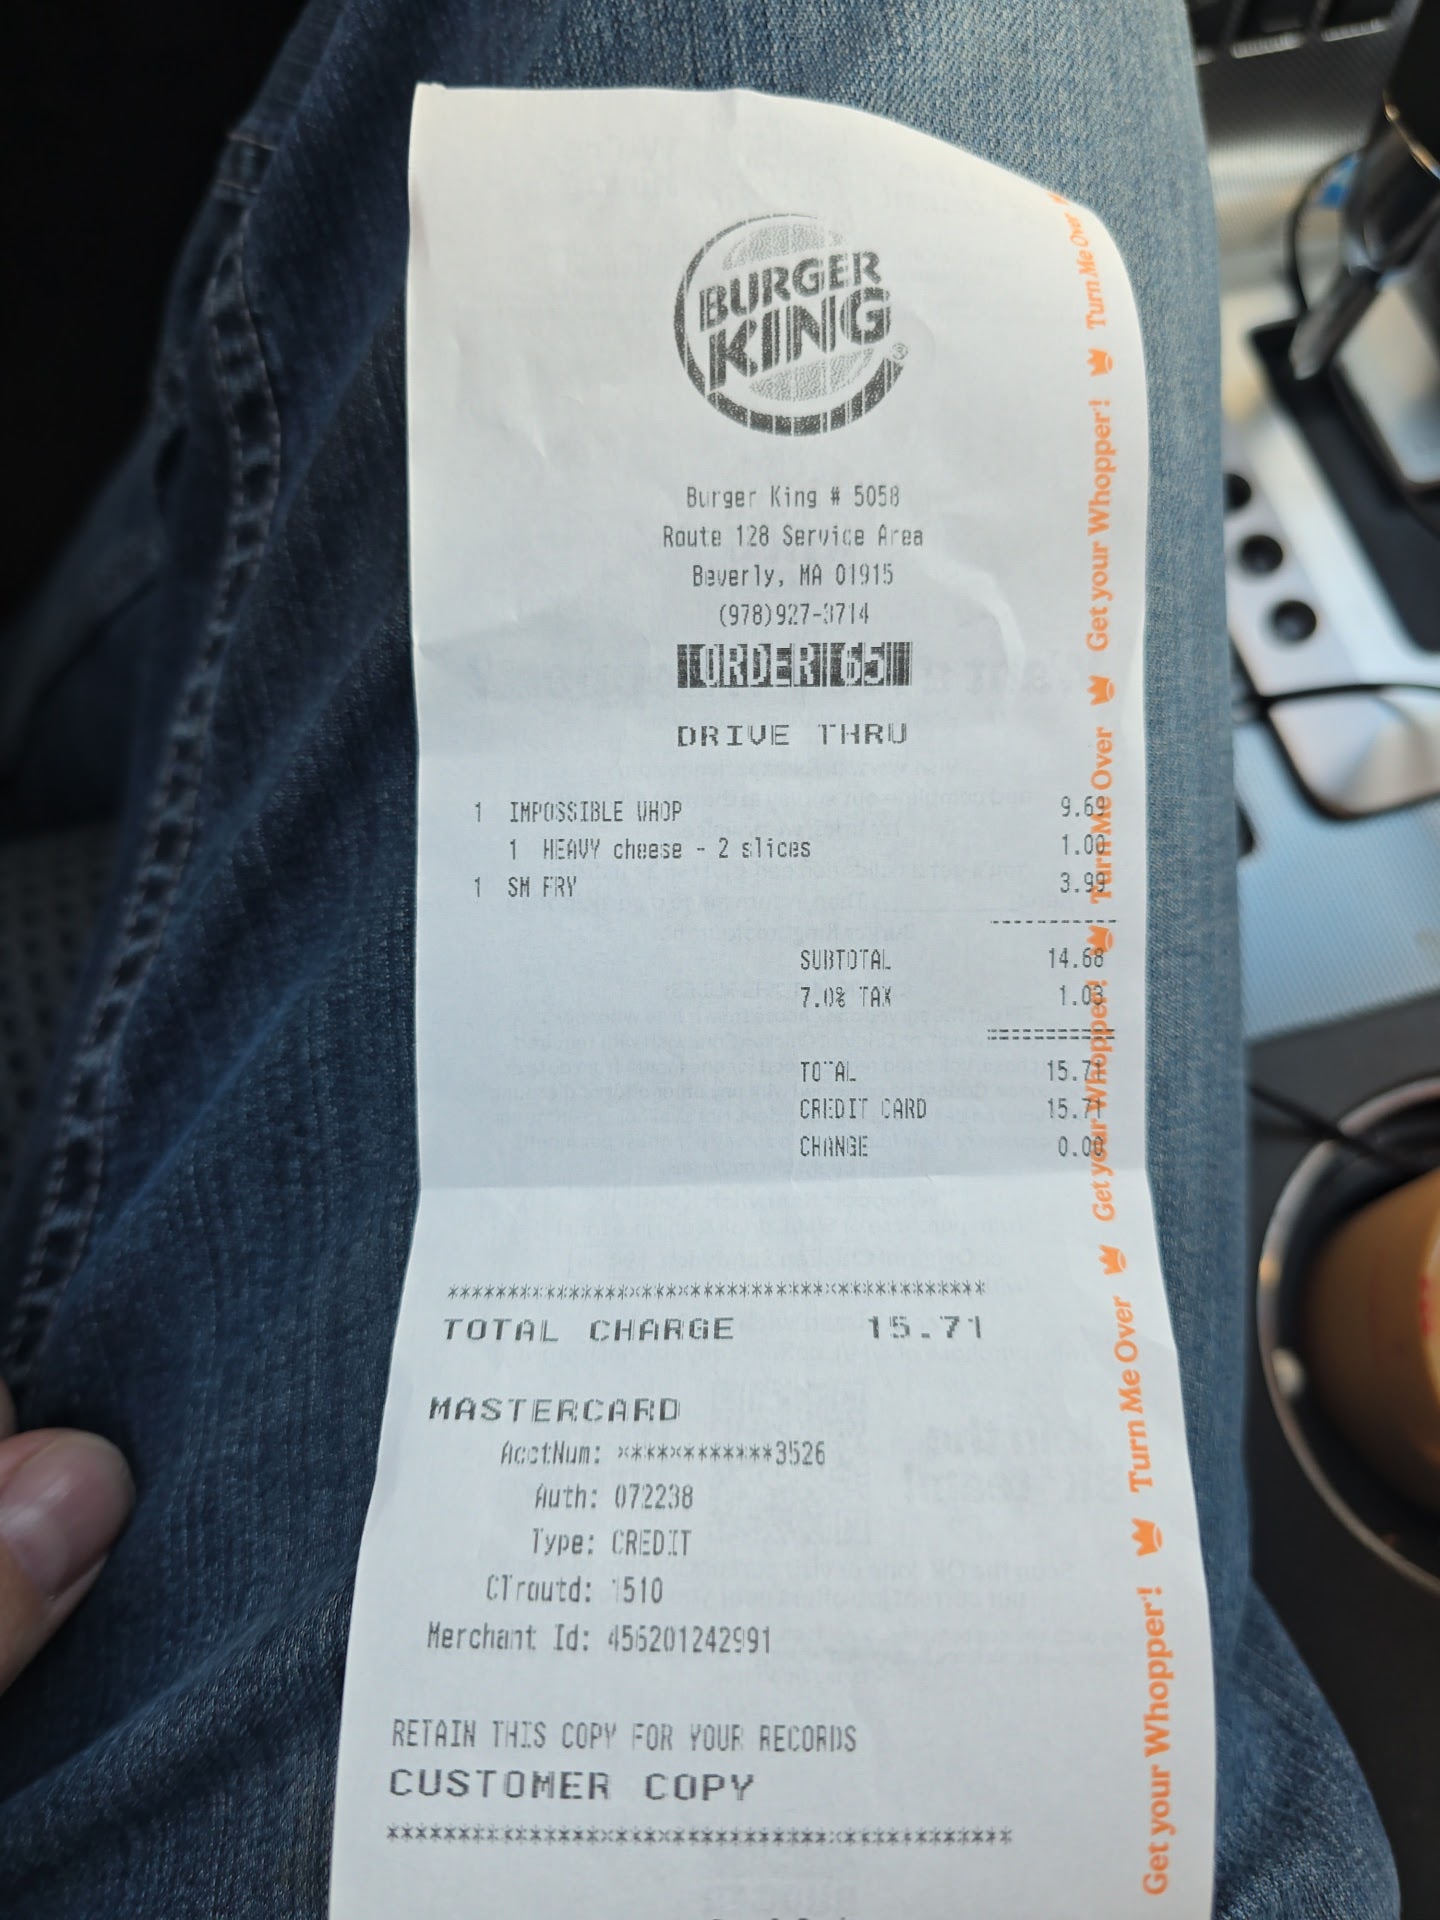 BURGER
KING®
Burger King # 5058
Route 128 Service Area
Beverly, MA 01915
(978)927-3714
ORDER 65
DRIVE THRU
1 IMPOSSIBLE WHOP 9.69
1 HEAVY cheese - 2 slices 1.00
1 SM FRY 3.99
SUBTOTAL 14.68
7.0% TAX 1.03
TOTAL 15.71
CREDIT CARD 15.71
CHANGE 0.00
****************************************
TOTAL CHARGE 15.71
MASTERCARD
AcctNum: ************3526
Auth: 072238
Type: CREDIT
CTroutd: 1510
Merchant Id: 456201242991
RETAIN THIS COPY FOR YOUR RECORDS
CUSTOMER COPY
****************************************
Get your Whopper! Turn Me Over Get your Whopper! Turn Me Over Get your Whopper! Turn Me Over